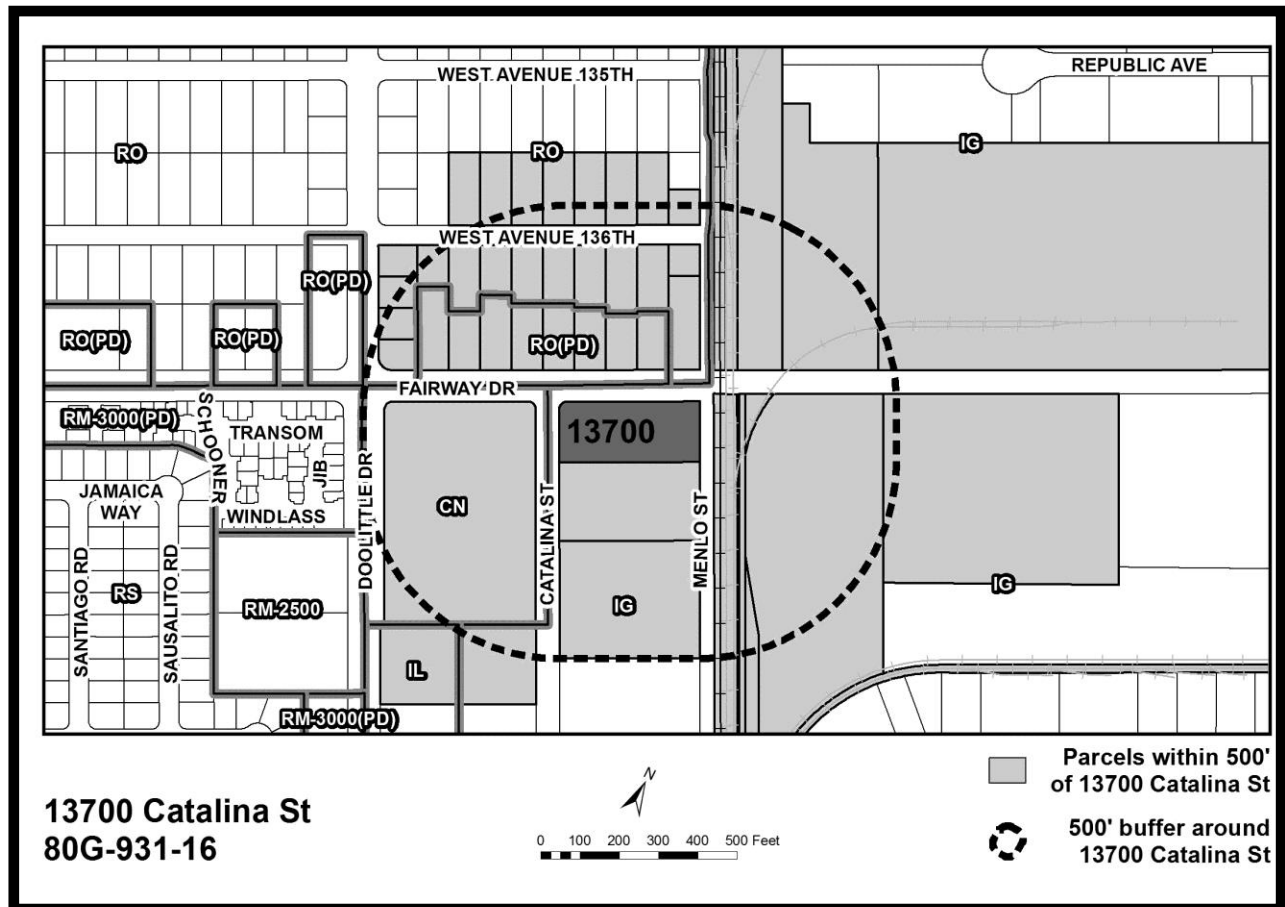 WEST AVENUE 135TH
REPUBLIC AVE
RO
RO
IG
WEST AVENUE 136TH
RO(PD)
RO(PD)
RO(PD)
RO(PD)
FAIRWAY DR
RM-3000(PD)
SCHOONER
TRANSOM
JIB
13700
JAMAICA
WAY
WINDLASS
DOOLITTLE DR
CN
CATALINA ST
MENLO ST
SANTIAGO RD
RS
SAUSALITO RD
RM-2500
IG
IG
IL
RM-3000(PD)
13700 Catalina St
80G-931-16
N
0 100 200 300 400 500 Feet
Parcels within 500'
of 13700 Catalina St
500' buffer around
13700 Catalina St